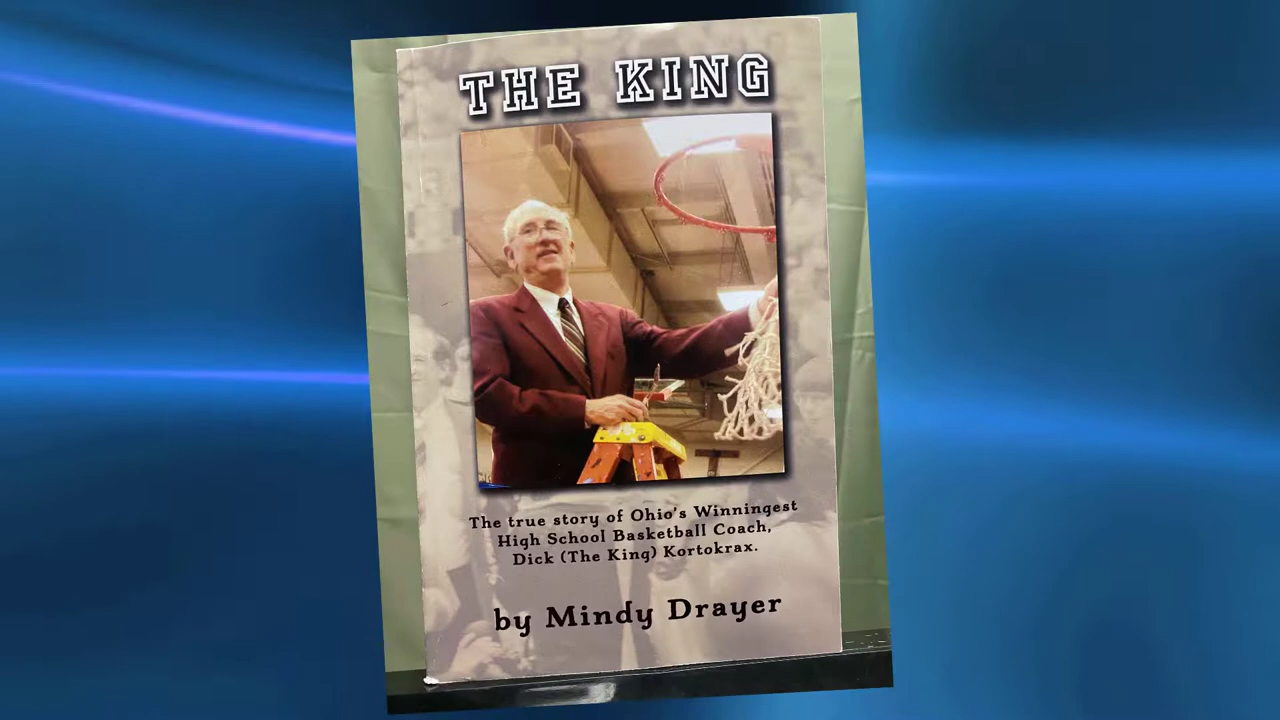 THE KING
The true story of Ohio's Winningest
High School Basketball Coach,
Dick (The King) Kortokrax.
by Mindy Drayer